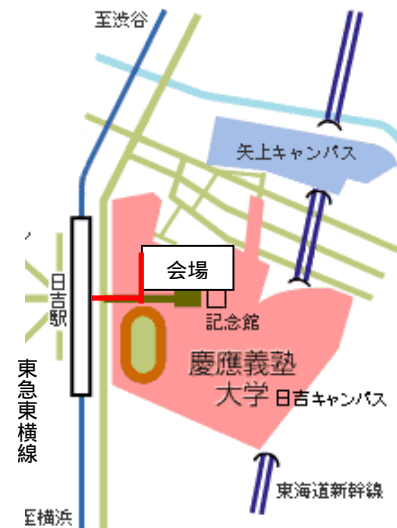 至渋谷
矢上キャンパス
会場
日吉駅
記念館
慶應義塾
大学 日吉キャンパス
東急東横線
東海道新幹線
至横浜